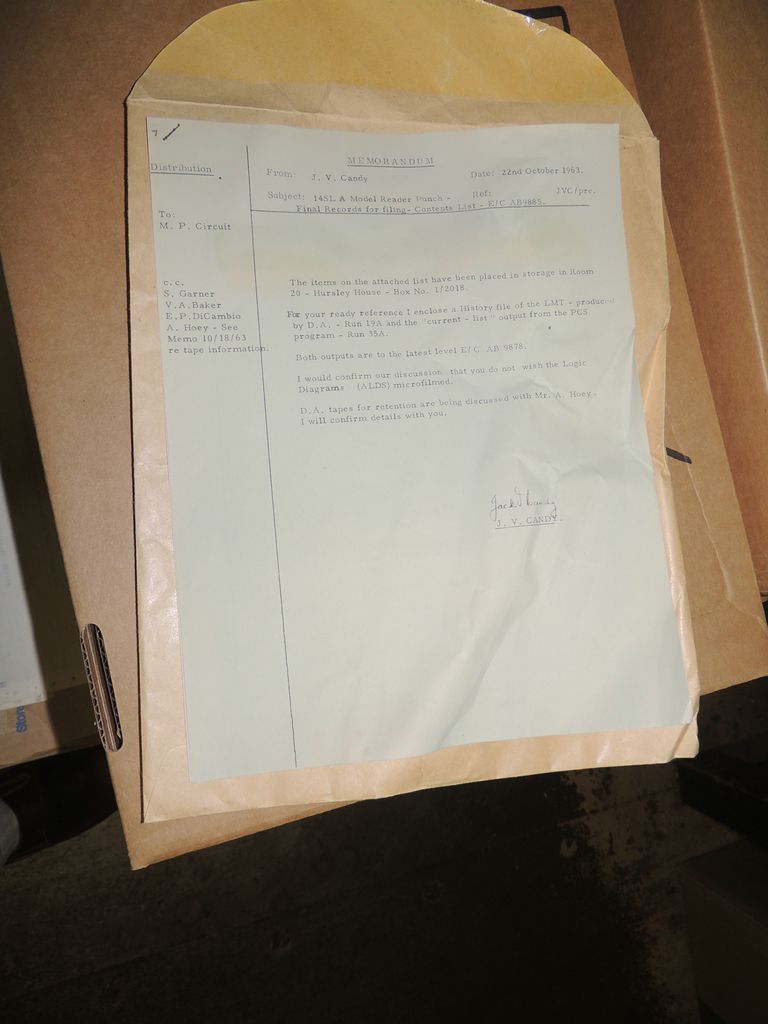 MEMORANDUM
Distribution
From: J. V. Candy
Date: 22nd October 1963.
Subject: 14SL A Model Reader Punch -
Ref: JVC/pre.
Final Records for filing- Contents List - E/C AB9885.
To:
M. P. Circuit
c.c.
S. Garner
V.A.Baker
E.P.DiCambio
A. Hoey - See
Memo 10/18/63
re tape information.
The items on the attached list have been placed in storage in Room
20 - Hursley House - Box No. 1/2018.
For your ready reference I enclose a History file of the LMT - produced
by D.A. - Run 19A and the "current - list" output from the PCS
program - Run 35A.
Both outputs are to the latest level E/C AB 9878.
I would confirm our discussion that you do not wish the Logic
Diagrams (ALDS) microfilmed.
D.A. tapes for retention are being discussed with Mr. A. Hoey -
I will confirm details with you.
Jack V Candy
J. V. CANDY.
Store